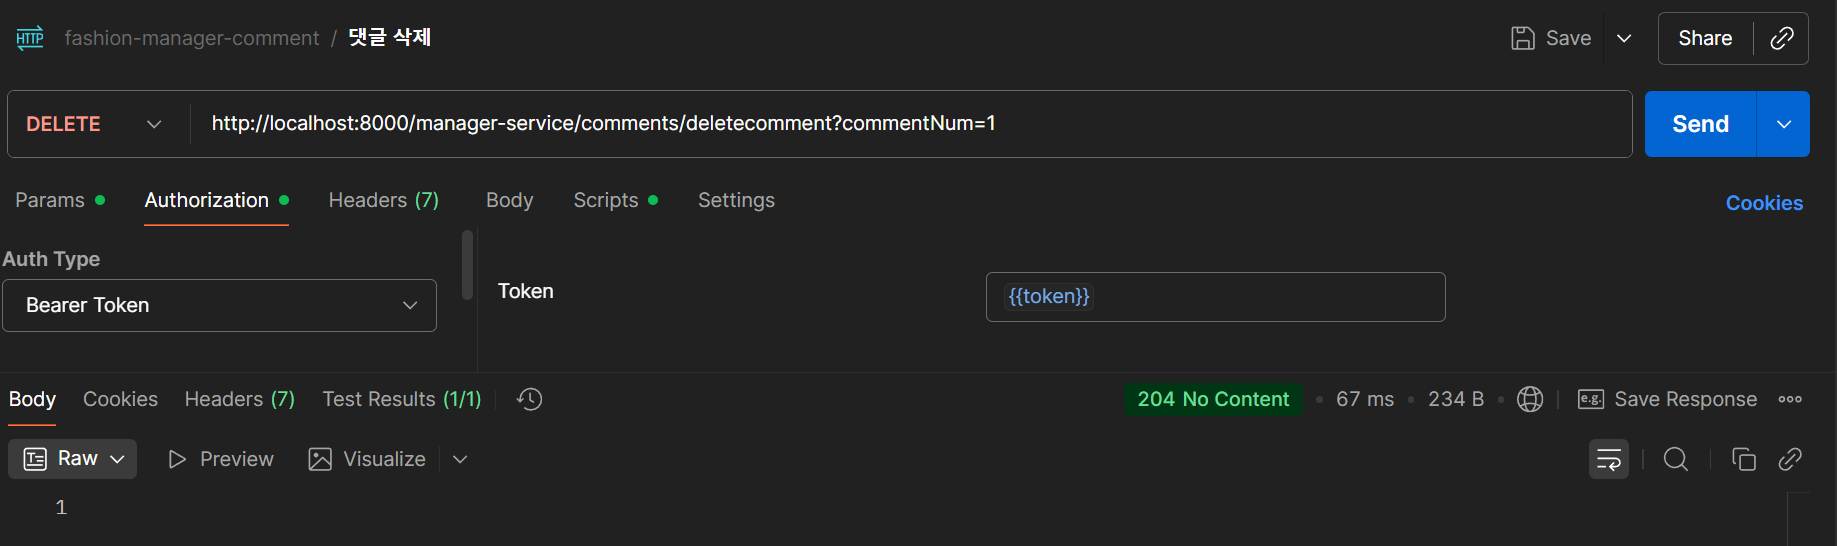 HTTP fashion-manager-comment / 댓글 삭제 Save Share
DELETE http://localhost:8000/manager-service/comments/deletecomment?commentNum=1 Send
Params Authorization Headers (7) Body Scripts Settings Cookies
Auth Type
Bearer Token
Token {{token}}
Body Cookies Headers (7) Test Results (1/1) 204 No Content 67 ms 234 B e.g. Save Response
Raw Preview Visualize
1